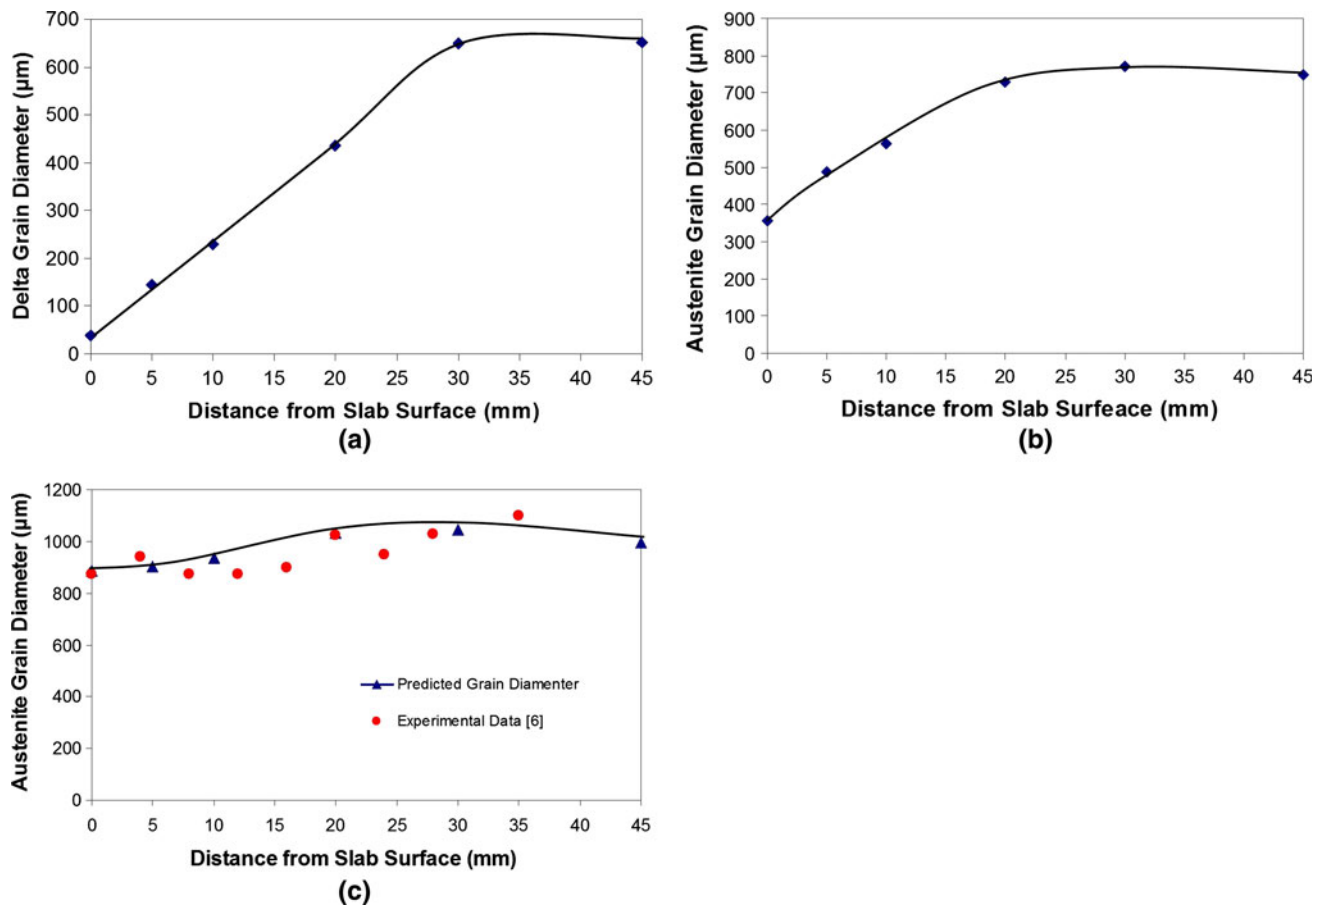 700
600
500
400
300
200
100
0
Delta Grain Diameter (µm)
0 5 10 15 20 25 30 35 40 45
Distance from Slab Surface (mm)
(a)
900
800
700
600
500
400
300
200
100
0
Austenite Grain Diameter (µm)
0 5 10 15 20 25 30 35 40 45
Distance from Slab Surfeace (mm)
(b)
1200
1000
800
600
400
200
0
Austenite Grain Diameter (µm)
Predicted Grain Diamenter
Experimental Data [6]
0 5 10 15 20 25 30 35 40 45
Distance from Slab Surface (mm)
(c)